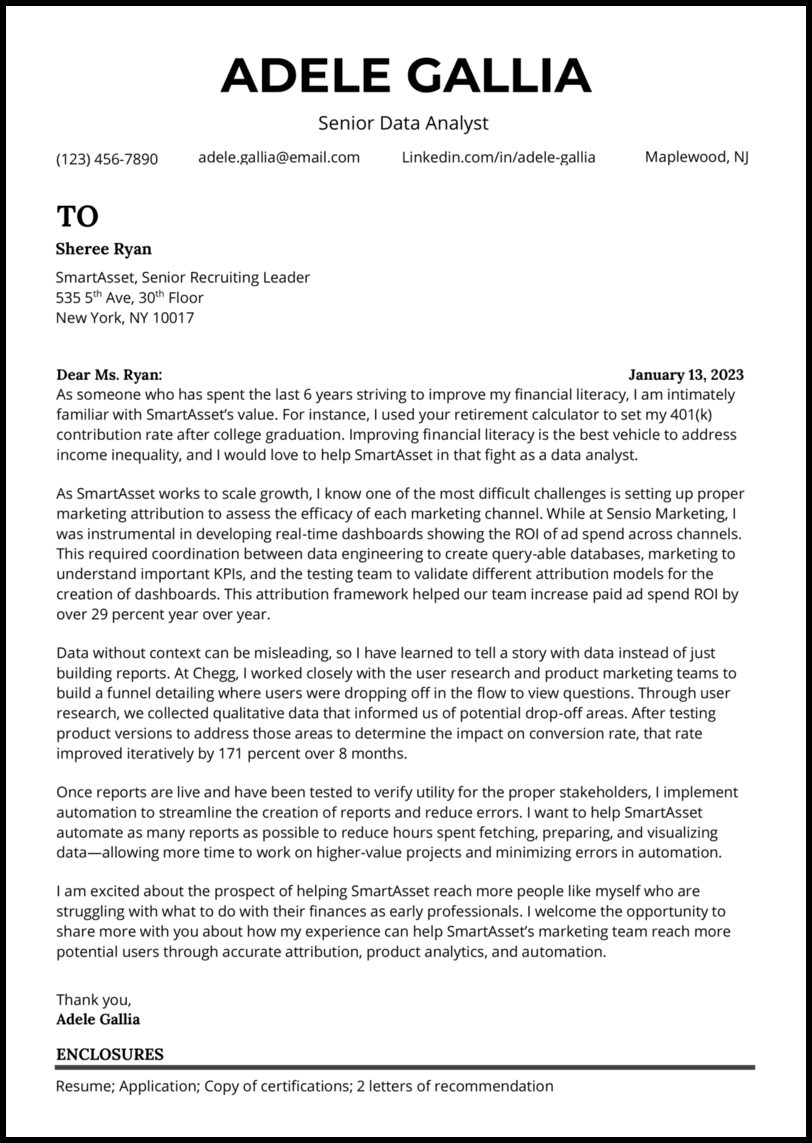 ADELE GALLIA
Senior Data Analyst
(123) 456-7890 adele.gallia@email.com Linkedin.com/in/adele-gallia Maplewood, NJ
TO
Sheree Ryan
SmartAsset, Senior Recruiting Leader
535 5th Ave, 30th Floor
New York, NY 10017
Dear Ms. Ryan: January 13, 2023
As someone who has spent the last 6 years striving to improve my financial literacy, I am intimately
familiar with SmartAsset’s value. For instance, I used your retirement calculator to set my 401(k)
contribution rate after college graduation. Improving financial literacy is the best vehicle to address
income inequality, and I would love to help SmartAsset in that fight as a data analyst.
As SmartAsset works to scale growth, I know one of the most difficult challenges is setting up proper
marketing attribution to assess the efficacy of each marketing channel. While at Sensio Marketing, I
was instrumental in developing real-time dashboards showing the ROI of ad spend across channels.
This required coordination between data engineering to create query-able databases, marketing to
understand important KPIs, and the testing team to validate different attribution models for the
creation of dashboards. This attribution framework helped our team increase paid ad spend ROI by
over 29 percent year over year.
Data without context can be misleading, so I have learned to tell a story with data instead of just
building reports. At Chegg, I worked closely with the user research and product marketing teams to
build a funnel detailing where users were dropping off in the flow to view questions. Through user
research, we collected qualitative data that informed us of potential drop-off areas. After testing
product versions to address those areas to determine the impact on conversion rate, that rate
improved iteratively by 171 percent over 8 months.
Once reports are live and have been tested to verify utility for the proper stakeholders, I implement
automation to streamline the creation of reports and reduce errors. I want to help SmartAsset
automate as many reports as possible to reduce hours spent fetching, preparing, and visualizing
data—allowing more time to work on higher-value projects and minimizing errors in automation.
I am excited about the prospect of helping SmartAsset reach more people like myself who are
struggling with what to do with their finances as early professionals. I welcome the opportunity to
share more with you about how my experience can help SmartAsset’s marketing team reach more
potential users through accurate attribution, product analytics, and automation.
Thank you,
Adele Gallia
ENCLOSURES
Resume; Application; Copy of certifications; 2 letters of recommendation